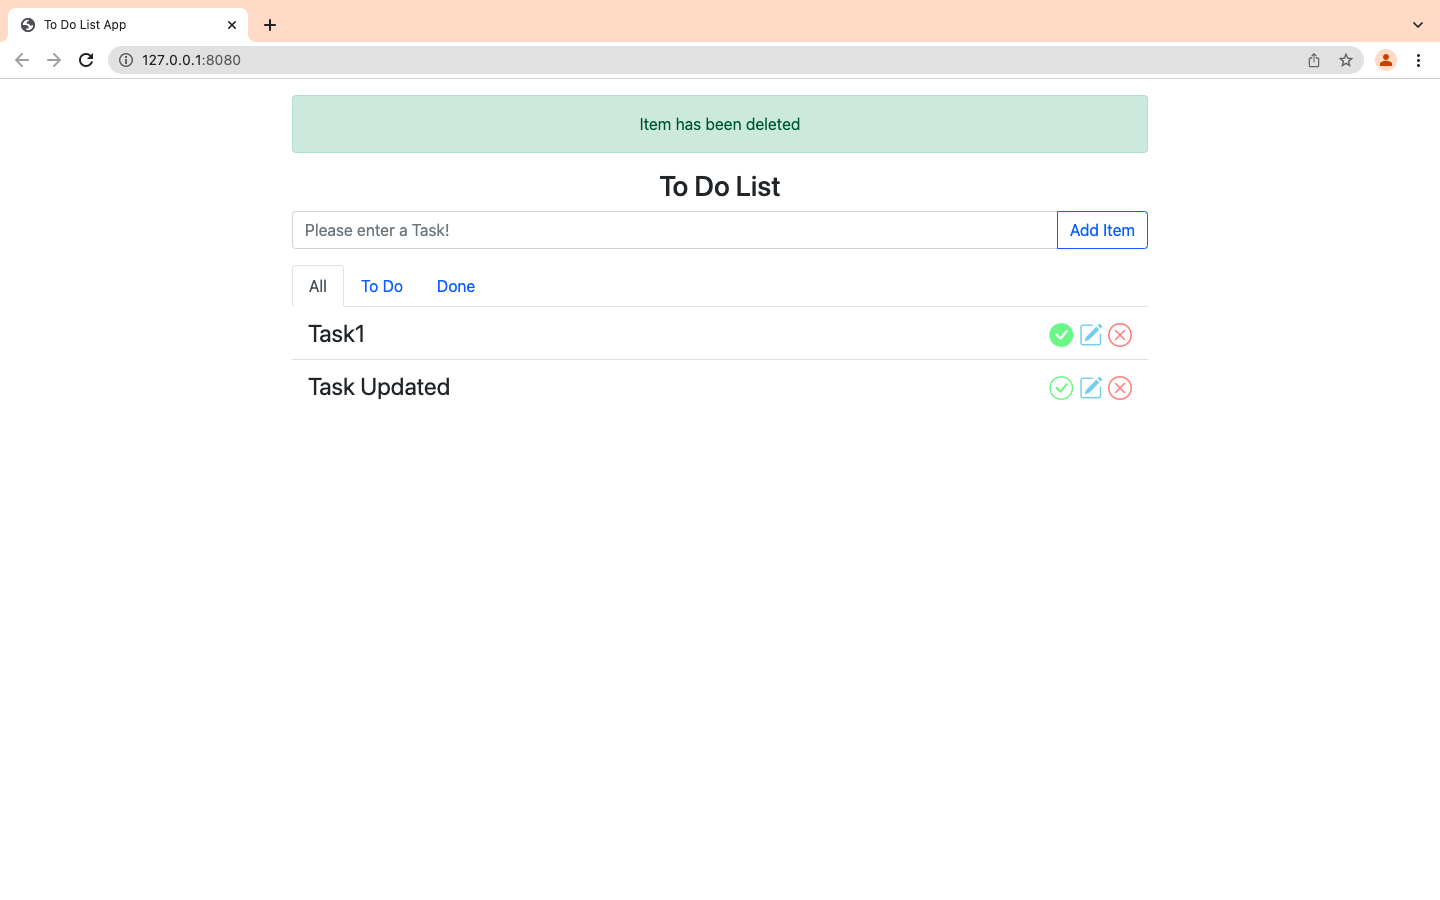 To Do List App
127.0.0.1:8080
Item has been deleted
To Do List
Please enter a Task!
Add Item
All
To Do
Done
Task1
Task Updated